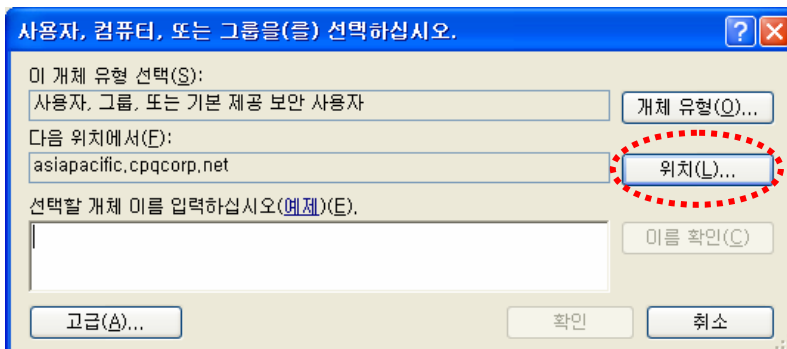 사용자, 컴퓨터, 또는 그룹을(를) 선택하십시오.
이 개체 유형 선택(S):
사용자, 그룹, 또는 기본 제공 보안 사용자
개체 유형(O)...
다음 위치에서(F):
asiapacific.cpqcorp.net
위치(L)...
선택할 개체 이름 입력하십시오(예제)(E).
이름 확인(C)
고급(A)...
확인
취소